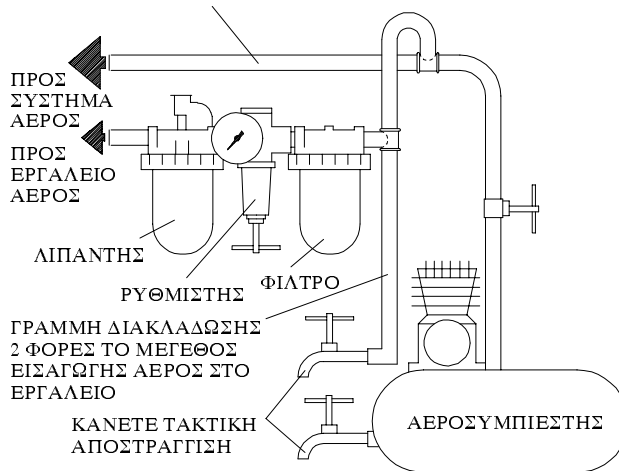 ΠΡΟΣ
ΣΥΣΤΗΜΑ
ΑΕΡΟΣ
ΠΡΟΣ
ΕΡΓΑΛΕΙΟ
ΑΕΡΟΣ
ΛΙΠΑΝΤΗΣ
ΡΥΘΜΙΣΤΗΣ
ΦΙΛΤΡΟ
ΓΡΑΜΜΗ ΔΙΑΚΛΑΔΩΣΗΣ
2 ΦΟΡΕΣ ΤΟ ΜΕΓΕΘΟΣ
ΕΙΣΑΓΩΓΗΣ ΑΕΡΟΣ ΣΤΟ
ΕΡΓΑΛΕΙΟ
ΚΑΝΕΤΕ ΤΑΚΤΙΚΗ
ΑΠΟΣΤΡΑΓΓΙΣΗ
ΑΕΡΟΣΥΜΠΙΕΣΤΗΣ